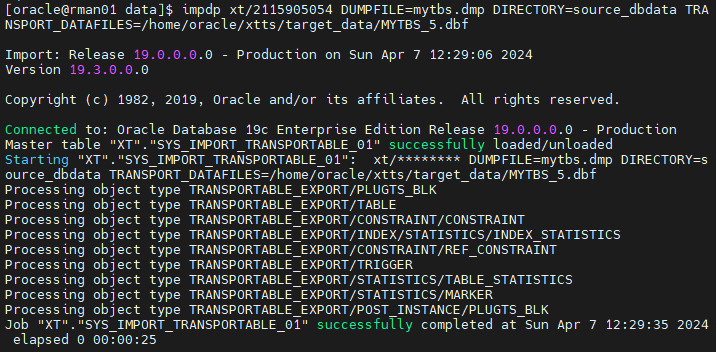 [oracle@rman01 data]$ impdp xt/2115905054 DUMPFILE=mytbs.dmp DIRECTORY=source_dbdata TRA
NSPORT_DATAFILES=/home/oracle/xtts/target_data/MYTBS_5.dbf
Import: Release 19.0.0.0.0 - Production on Sun Apr 7 12:29:06 2024
Version 19.3.0.0.0
Copyright (c) 1982, 2019, Oracle and/or its affiliates.  All rights reserved.
Connected to: Oracle Database 19c Enterprise Edition Release 19.0.0.0.0 - Production
Master table "XT"."SYS_IMPORT_TRANSPORTABLE_01" successfully loaded/unloaded
Starting "XT"."SYS_IMPORT_TRANSPORTABLE_01":  xt/******** DUMPFILE=mytbs.dmp DIRECTORY=s
ource_dbdata TRANSPORT_DATAFILES=/home/oracle/xtts/target_data/MYTBS_5.dbf
Processing object type TRANSPORTABLE_EXPORT/PLUGTS_BLK
Processing object type TRANSPORTABLE_EXPORT/TABLE
Processing object type TRANSPORTABLE_EXPORT/CONSTRAINT/CONSTRAINT
Processing object type TRANSPORTABLE_EXPORT/INDEX/STATISTICS/INDEX_STATISTICS
Processing object type TRANSPORTABLE_EXPORT/CONSTRAINT/REF_CONSTRAINT
Processing object type TRANSPORTABLE_EXPORT/TRIGGER
Processing object type TRANSPORTABLE_EXPORT/STATISTICS/TABLE_STATISTICS
Processing object type TRANSPORTABLE_EXPORT/STATISTICS/MARKER
Processing object type TRANSPORTABLE_EXPORT/POST_INSTANCE/PLUGTS_BLK
Job "XT"."SYS_IMPORT_TRANSPORTABLE_01" successfully completed at Sun Apr 7 12:29:35 2024
elapsed 0 00:00:25